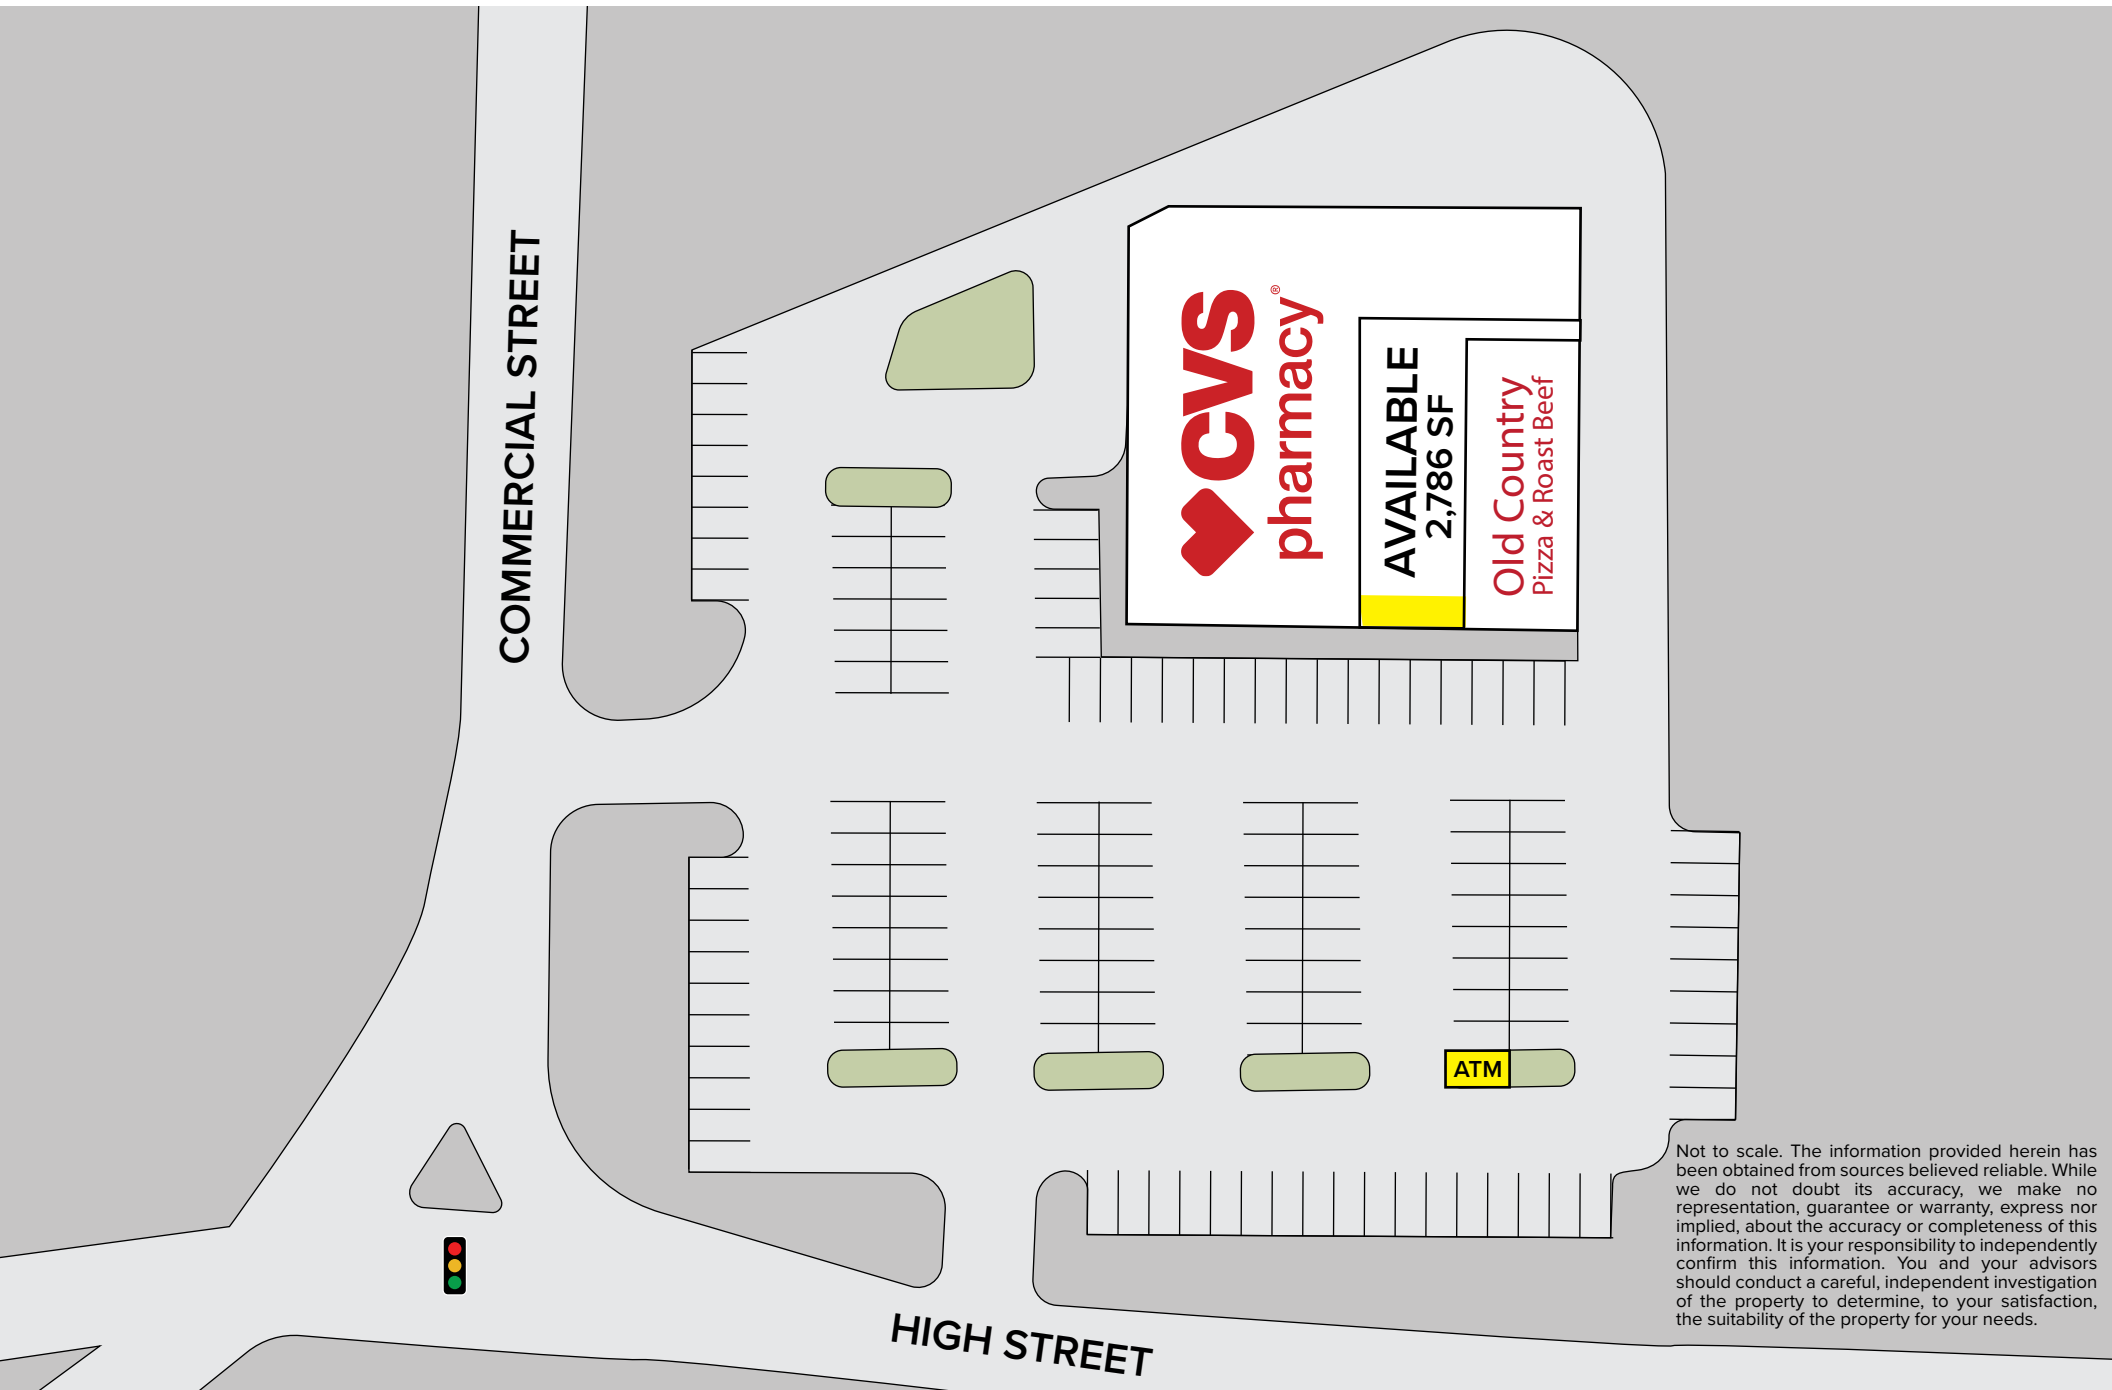 COMMERCIAL STREET
CVS
pharmacy®
AVAILABLE
2,786 SF
Old Country
Pizza & Roast Beef
ATM
Not to scale. The information provided herein has
been obtained from sources believed reliable. While
we do not doubt its accuracy, we make no
representation, guarantee or warranty, express nor
implied, about the accuracy or completeness of this
information. It is your responsibility to independently
confirm this information. You and your advisors
should conduct a careful, independent investigation
of the property to determine, to your satisfaction,
the suitability of the property for your needs.
HIGH STREET